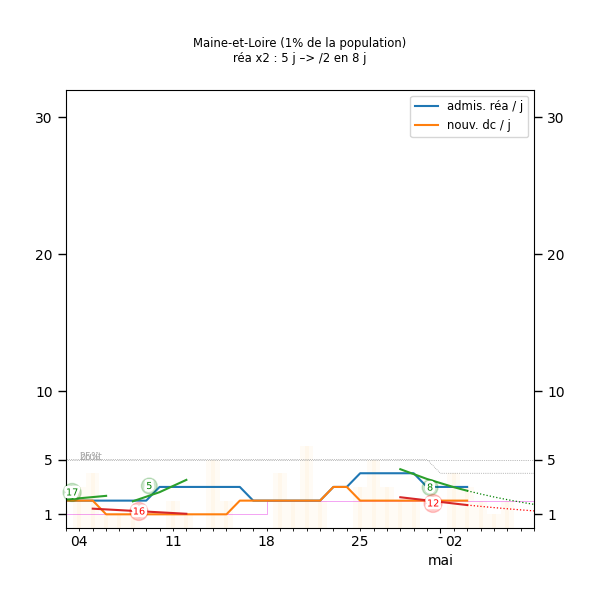 Maine-et-Loire (1% de la population)
réa x2 : 5 j –> /2 en 8 j
admis. réa / j
nouv. dc / j
30 30
20 20
10 10
5 5
1 1
25%
17
5
16
8
12
04 11 18 25 02
mai